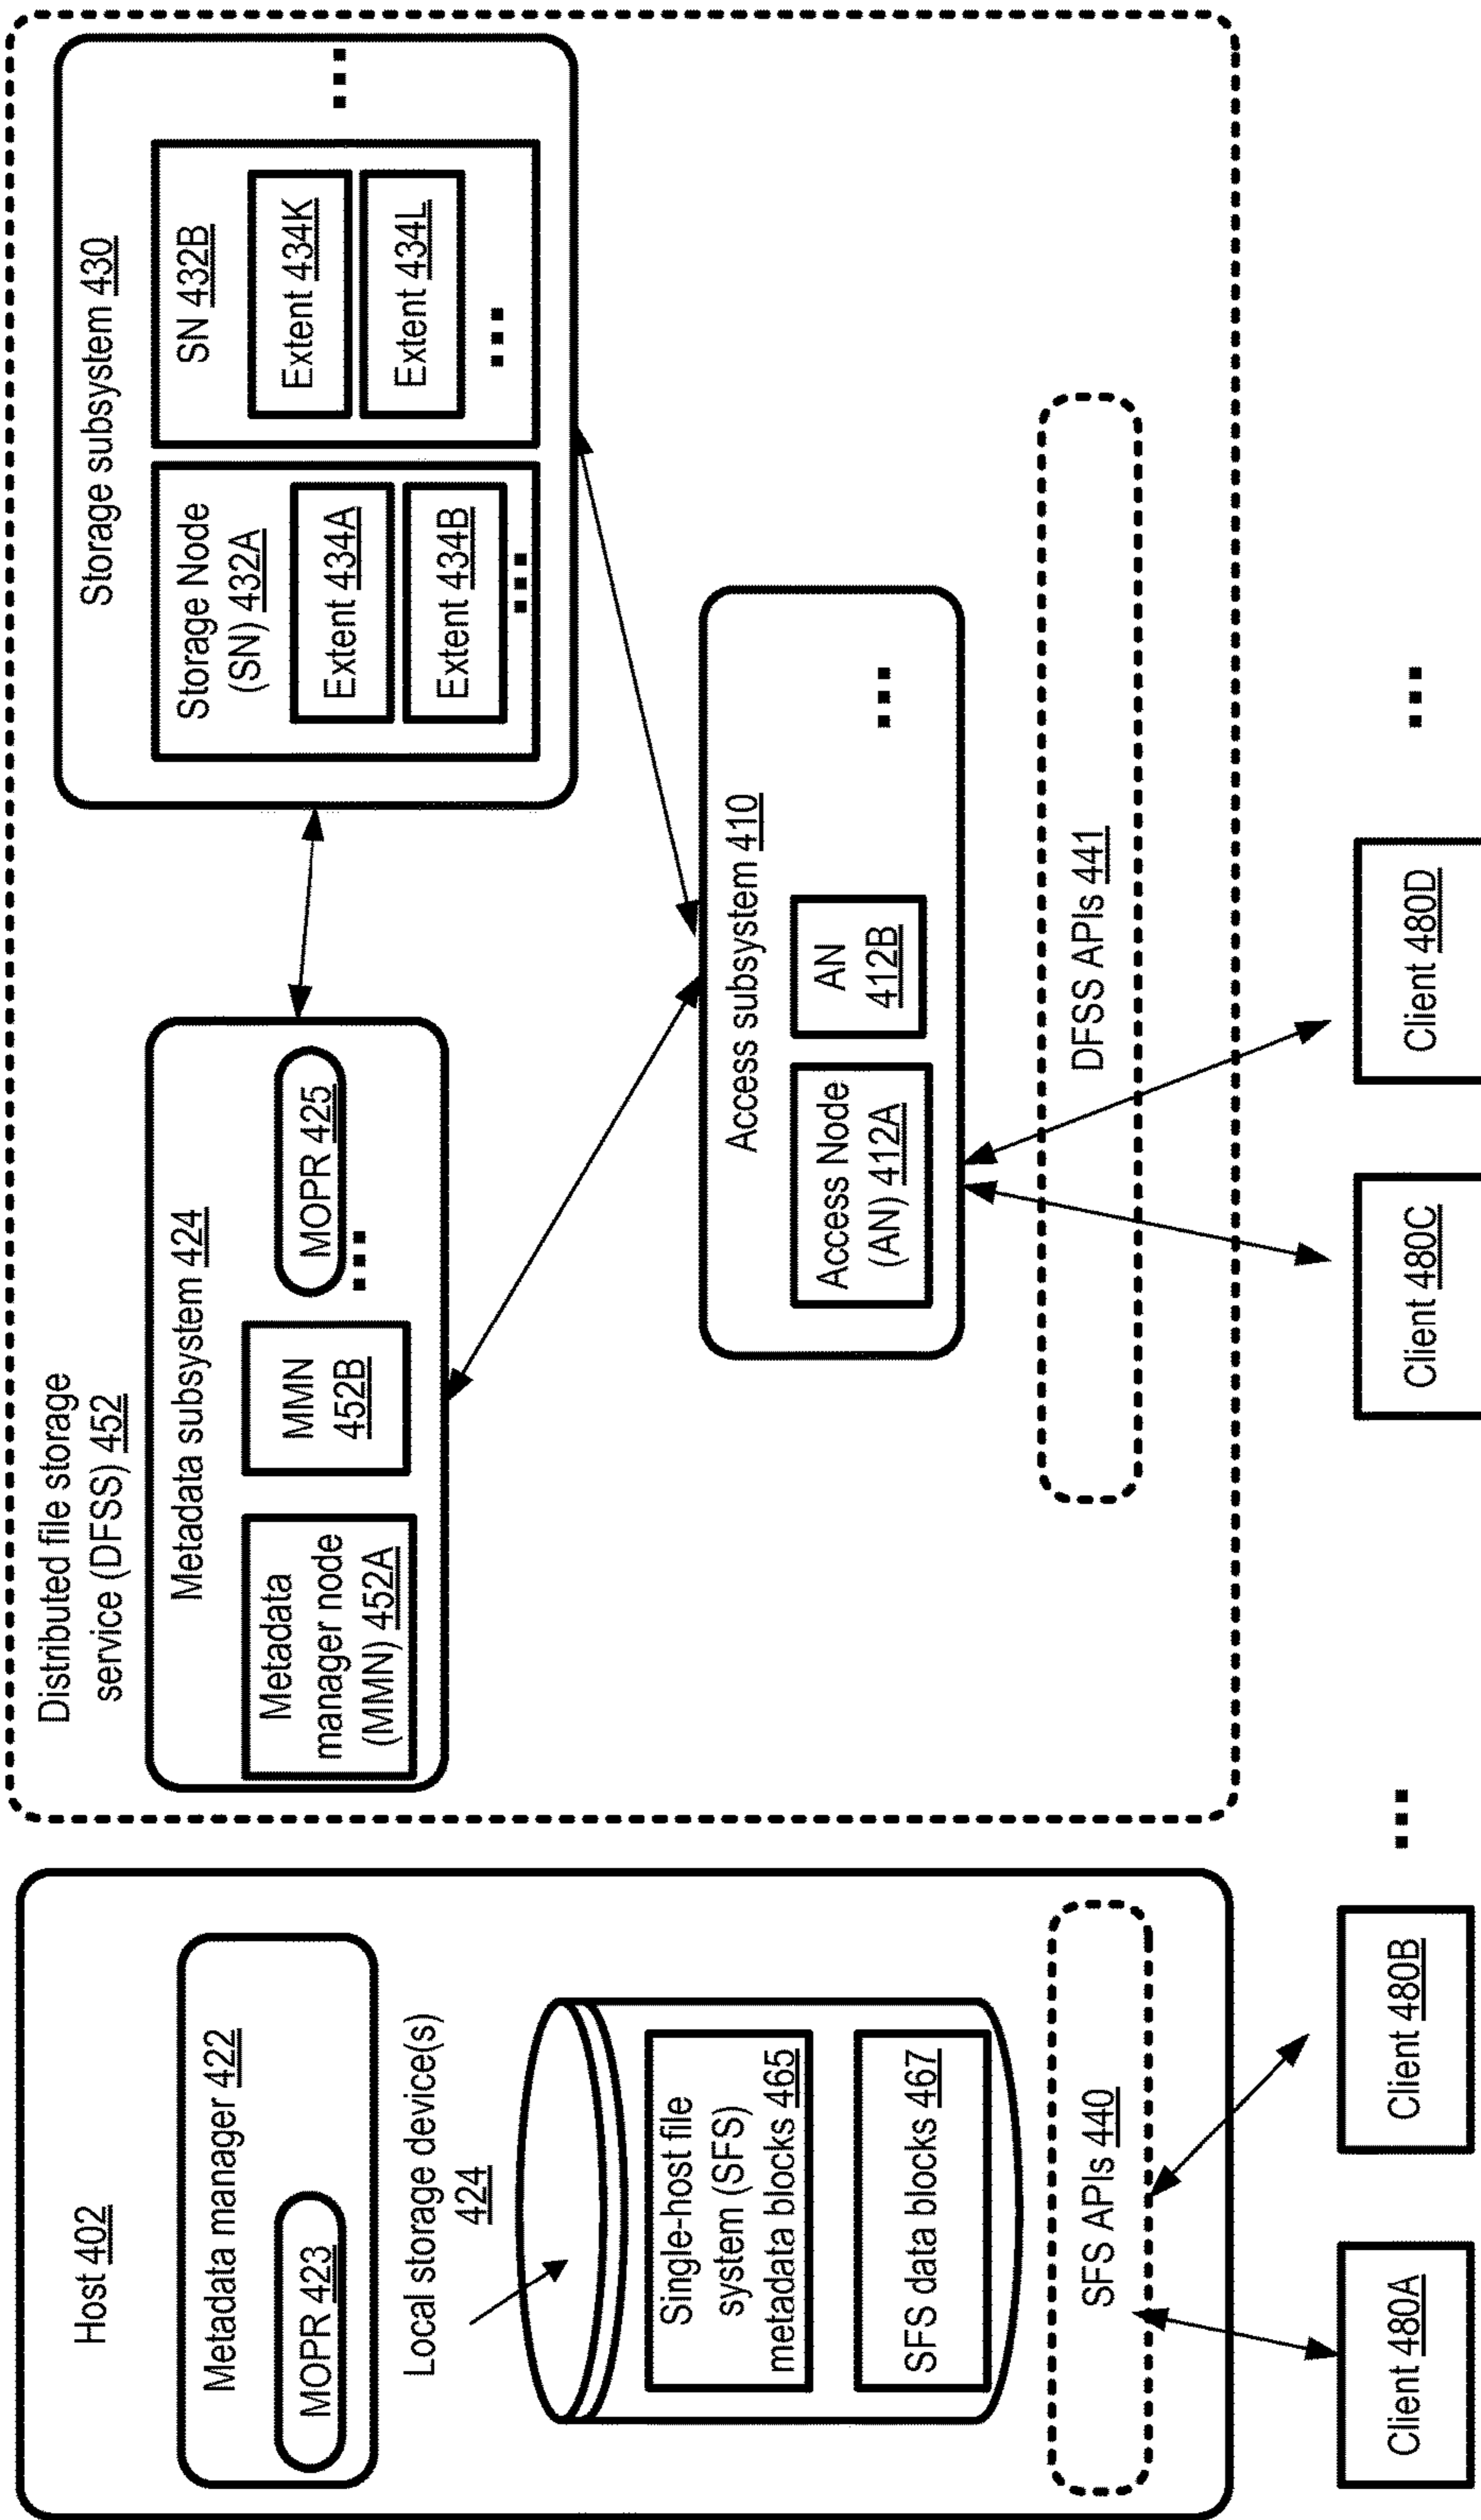 Host 402
Metadata manager 422
MOPR 423
Local storage device(s)
424
Single-host file
system (SFS)
metadata blocks 465
SFS data blocks 467
SFS APIs 440
Client 480A
Client 480B
...
Distributed file storage
service (DFSS) 452
Metadata subsystem 424
Metadata
manager node
(MMN) 452A
MMN
452B
MOPR 425
...
Storage subsystem 430
Storage Node
(SN) 432A
Extent 434A
Extent 434B
...
SN 432B
Extent 434K
Extent 434L
...
...
Access subsystem 410
Access Node
(AN) 412A
AN
412B
...
DFSS APIs 441
Client 480C
Client 480D
...